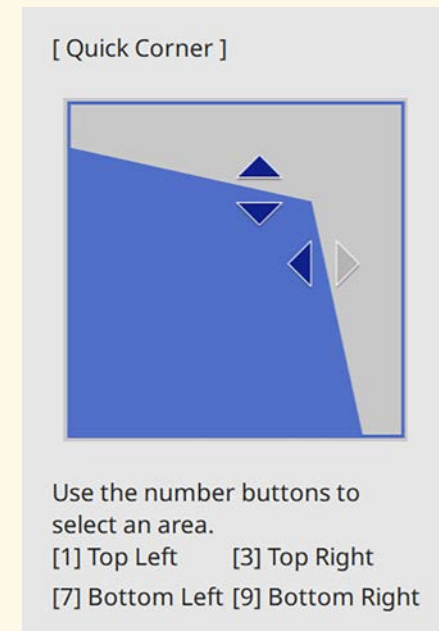 [ Quick Corner ]
Use the number buttons to
select an area.
[1] Top Left [3] Top Right
[7] Bottom Left [9] Bottom Right